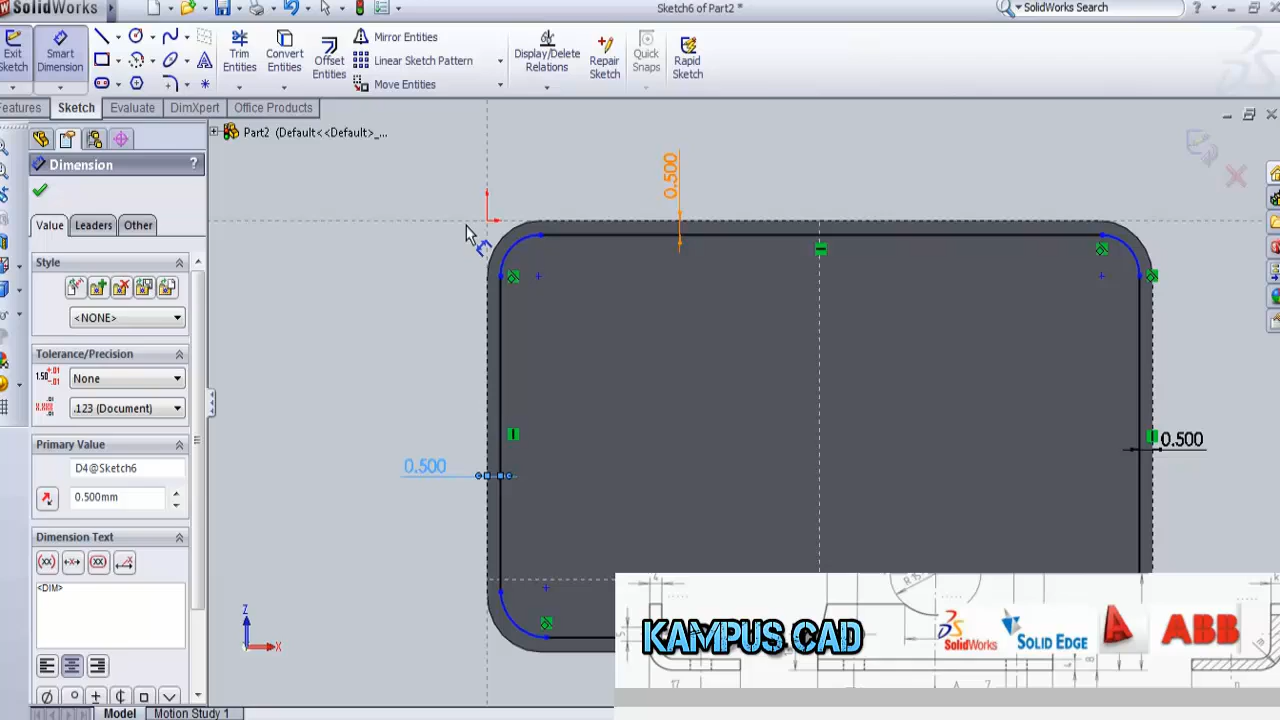 SolidWorks
Sketch6 of Part2 *
SolidWorks Search
Exit Sketch
Smart Dimension
Trim Entities
Convert Entities
Offset Entities
Mirror Entities
Linear Sketch Pattern
Move Entities
Display/Delete Relations
Repair Sketch
Quick Snaps
Rapid Sketch
Features
Sketch
Evaluate
DimXpert
Office Products
Part2 (Default<<Default>_...
Dimension
?
Value
Leaders
Other
Style
<NONE>
Tolerance/Precision
None
.123 (Document)
Primary Value
D4@Sketch6
0.500mm
Dimension Text
<DIM>
0.500
0.500
0.500
Z
X
KAMPUS CAD
SolidWorks
SOLID EDGE
ABB
17
Model
Motion Study 1